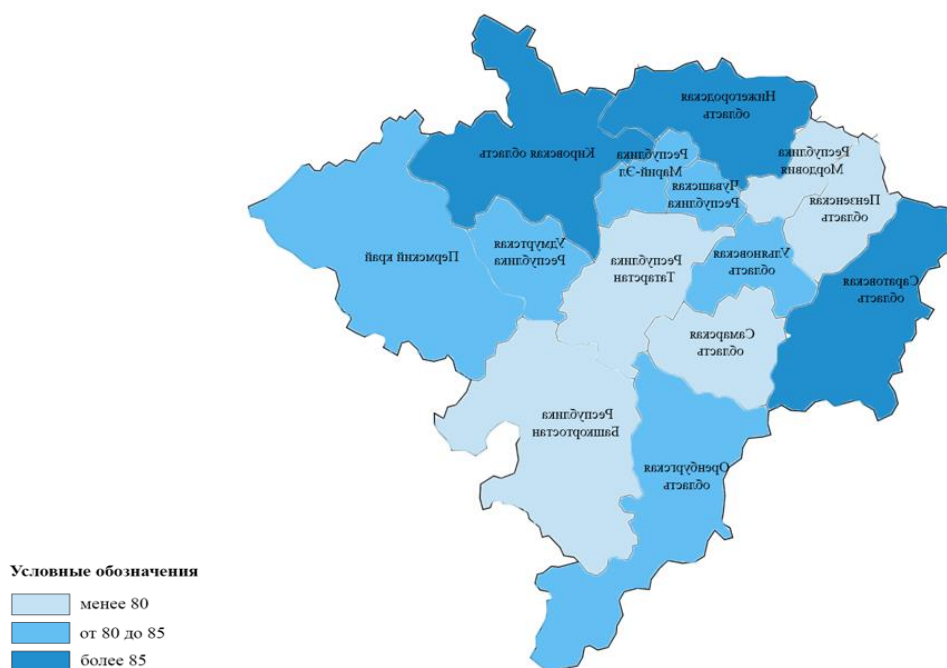 Нижегородская
область
Кировская область
Республика
Марий-Эл
Республика
Мордовия
Чувашская
Республика
Пензенская
область
Пермский край
Удмуртская
Республика
Республика
Татарстан
Ульяновская
область
Саратовская
область
Самарская
область
Республика
Башкортостан
Оренбургская
область
Условные обозначения
менее 80
от 80 до 85
более 85